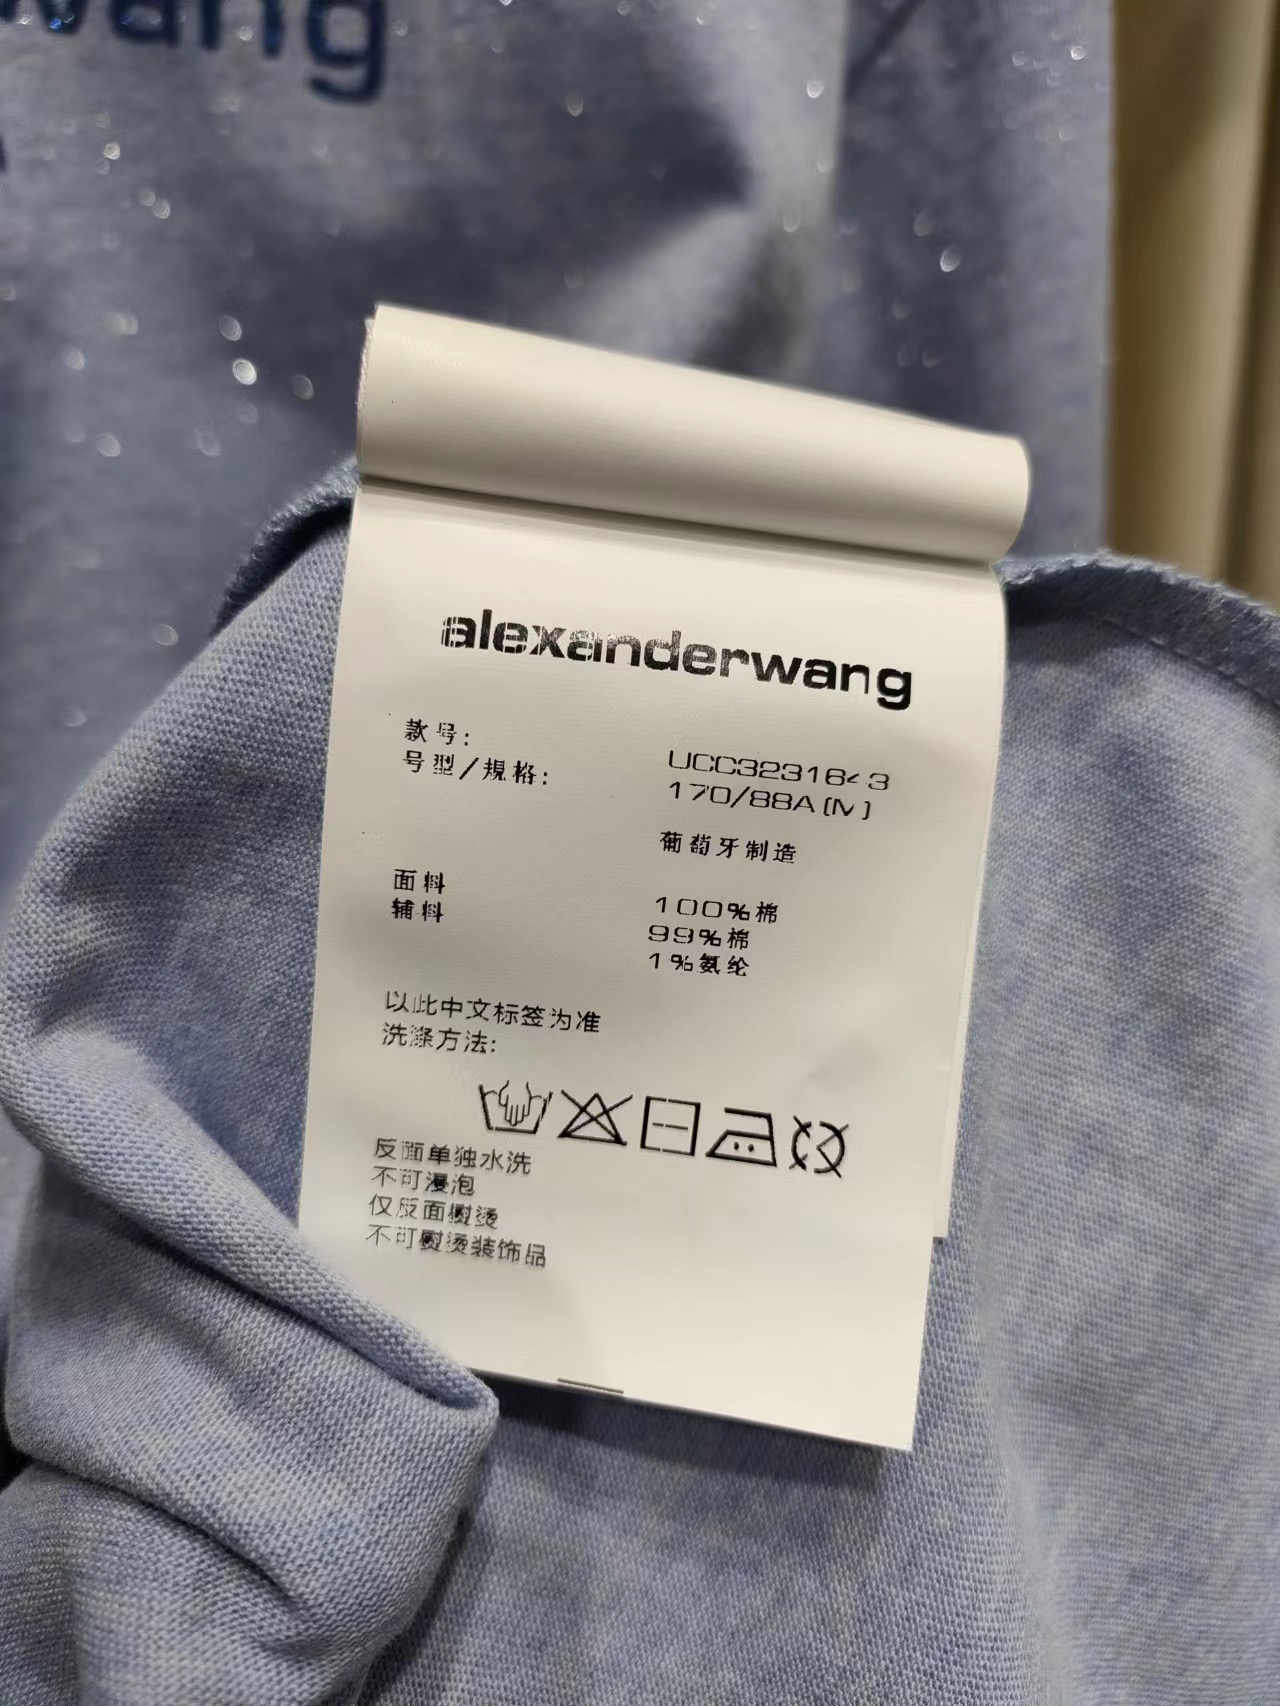 wang
alexanderwang
款号: UCC3231643
号型/规格: 170/88A(M)
葡萄牙制造
面料 100%棉
辅料 99%棉
1%氨纶
以此中文标签为准
洗涤方法:
反面单独水洗
不可浸泡
仅反面熨烫
不可熨烫装饰品